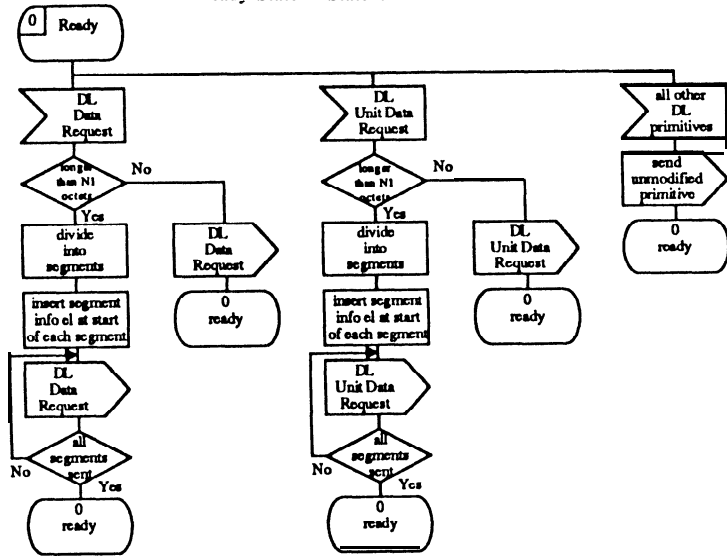 0
Ready
DL
Data
Request
DL
Unit Data
Request
all other
DL
primitives
longer
than N1
octets
No
Yes
longer
than N1
octets
No
Yes
send
unmodified
primitive
divide
into
segments
DL
Data
Request
divide
into
segments
DL
Unit Data
Request
0
ready
insert segment
info el at start
of each segment
0
ready
insert segment
info el at start
of each segment
0
ready
DL
Data
Request
DL
Unit Data
Request
all
segments
sent
No
Yes
all
segments
sent
No
Yes
0
ready
0
ready